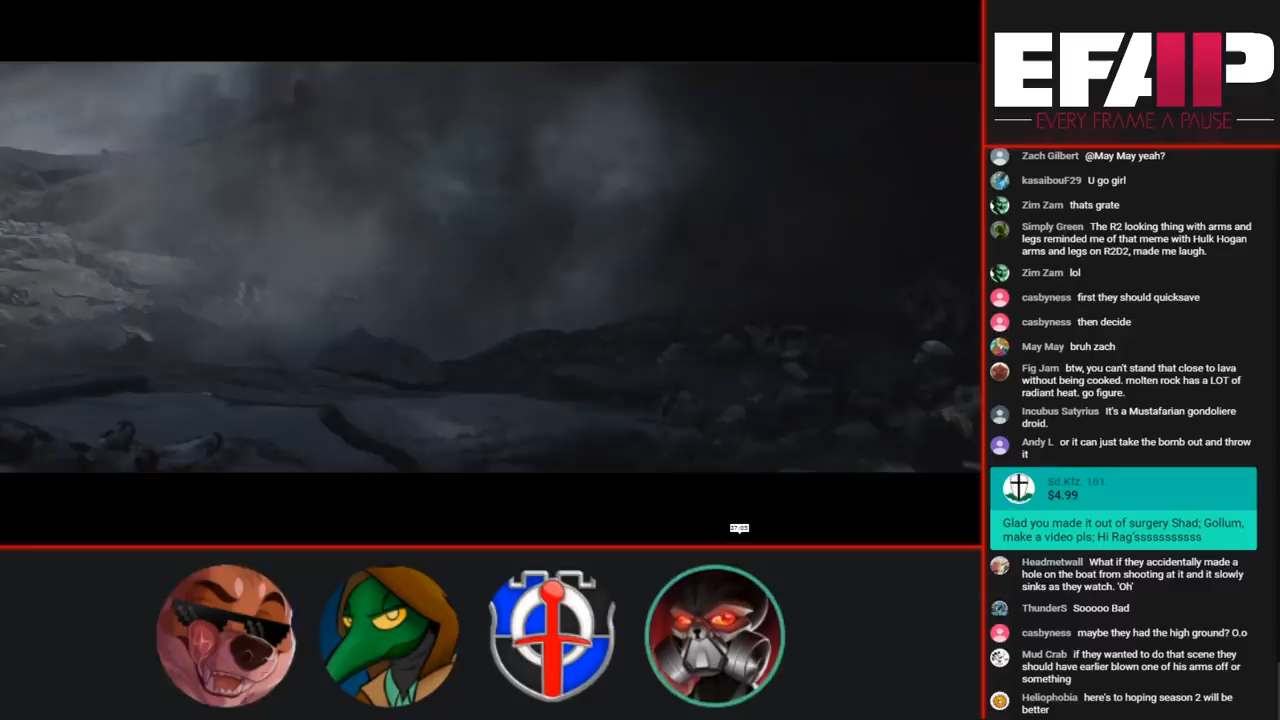 EFAP
EVERY FRAME A PAUSE
Zach Gilbert @May May yeah?
kasaibouF29 U go girl
Zim Zam thats grate
Simply Green The R2 looking thing with arms and
legs reminded me of that meme with Hulk Hogan
arms and legs on R2D2, made me laugh.
Zim Zam lol
casbyness first they should quicksave
casbyness then decide
May May bruh zach
Fig Jam btw, you can't stand that close to lava
without being cooked. molten rock has a LOT of
radiant heat. go figure.
Incubus Satyrius It's a Mustafarian gondoliere
droid.
Andy L or it can just take the bomb out and throw
it
Sd.Kfz. 161.
$4.99
Glad you made it out of surgery Shad; Gollum,
make a video pls; Hi Rag'sssssssssss
Headmetwall What if they accidentally made a
hole on the boat from shooting at it and it slowly
sinks as they watch. 'Oh'
ThunderS Sooooo Bad
casbyness maybe they had the high ground? O.o
Mud Crab if they wanted to do that scene they
should have earlier blown one of his arms off or
something
Heliophobia here's to hoping season 2 will be
better
37:05